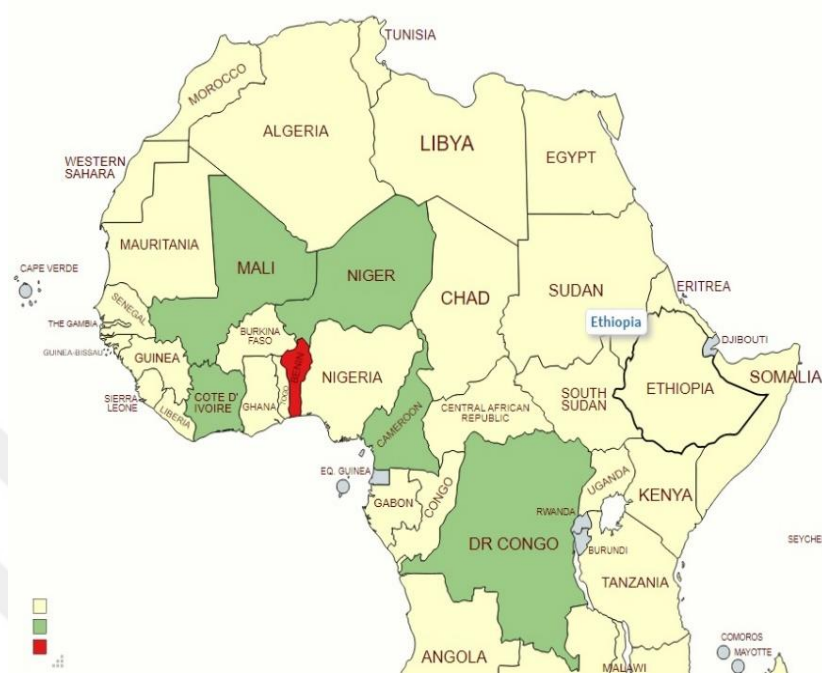 TUNISIA
MOROCCO
ALGERIA
LIBYA
EGYPT
WESTERN
SAHARA
MAURITANIA
MALI
NIGER
CHAD
SUDAN
ERITREA
CAPE VERDE
SENEGAL
THE GAMBIA
GUINEA-BISSAU
GUINEA
SIERRA
LEONE
LIBERIA
COTE D'
IVOIRE
BURKINA
FASO
GHANA
TOGO
BENIN
NIGERIA
Ethiopia
DJIBOUTI
ETHIOPIA
SOMALIA
SOUTH
SUDAN
CENTRAL AFRICAN
REPUBLIC
CAMEROON
EQ. GUINEA
GABON
CONGO
DR CONGO
UGANDA
KENYA
RWANDA
BURUNDI
TANZANIA
SEYCHE
ANGOLA
MALAWI
COMOROS
MAYOTTE